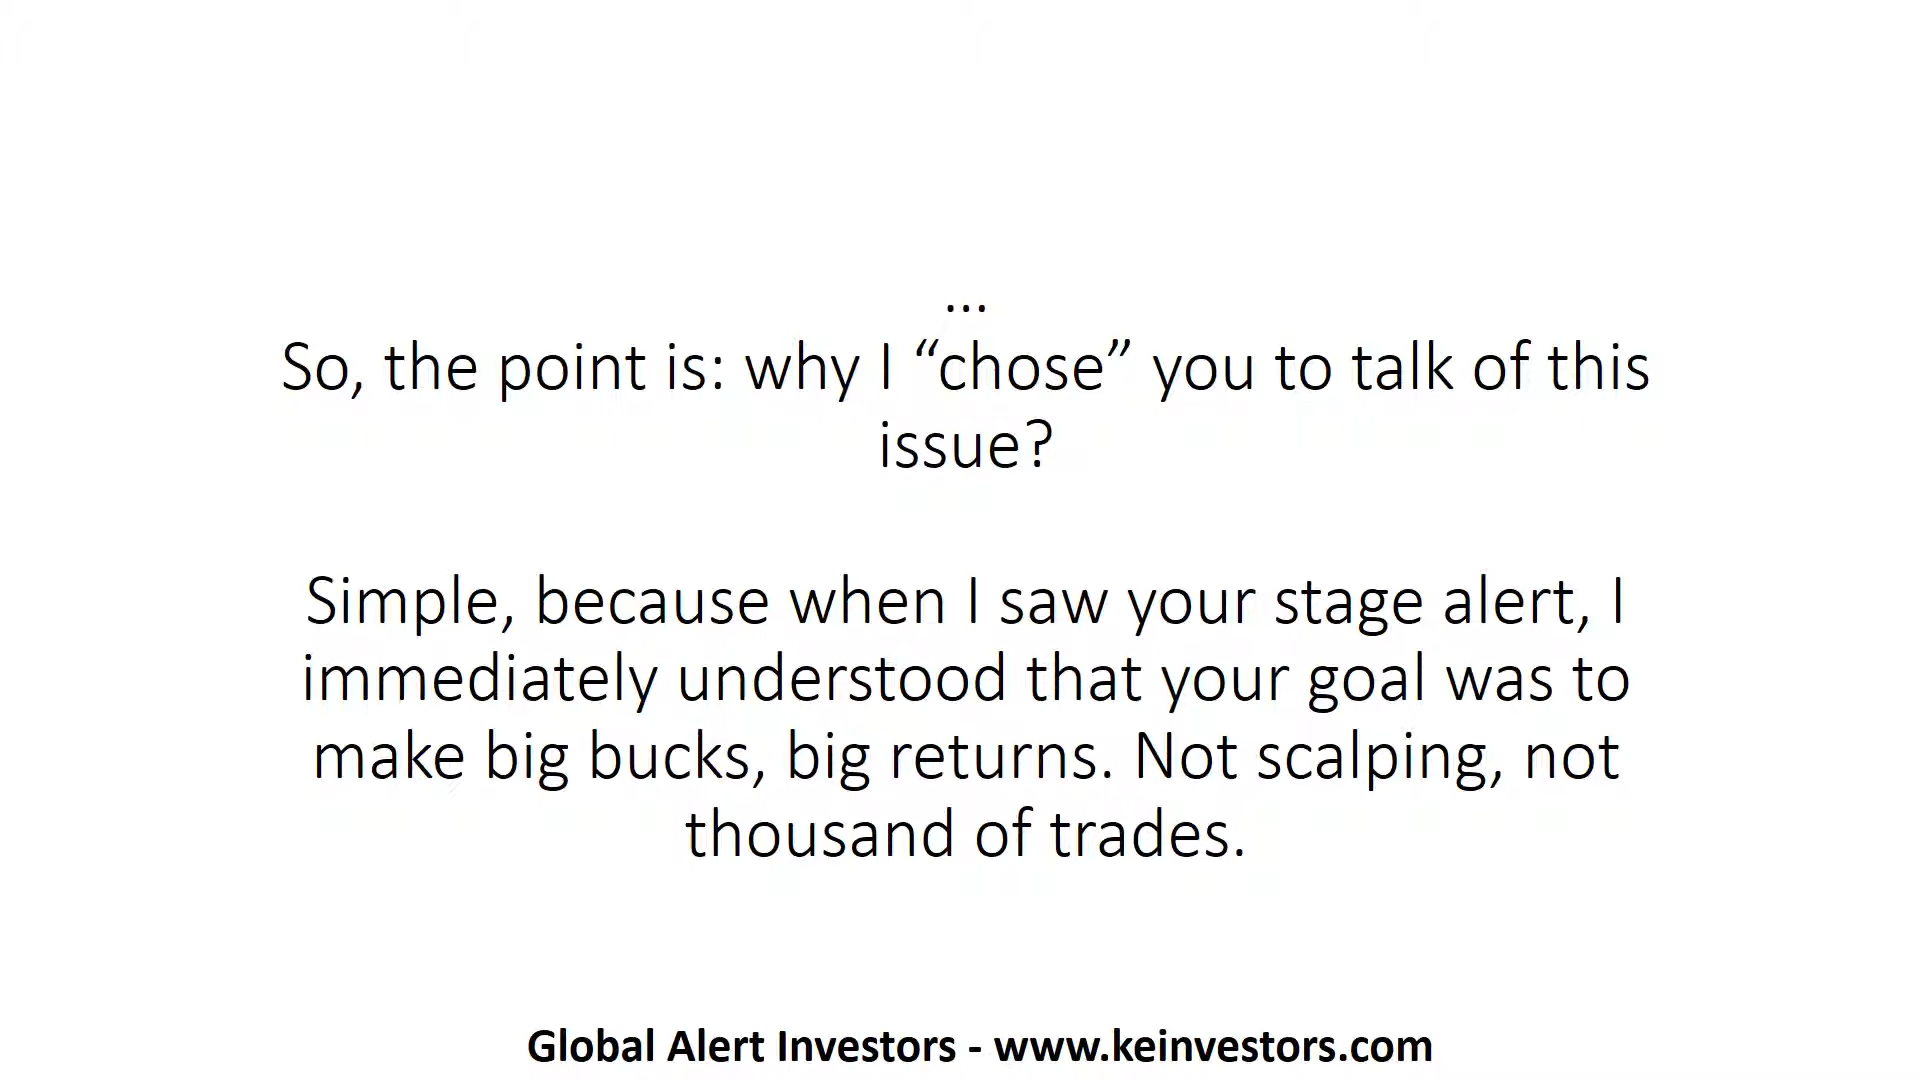 ...
So, the point is: why I “chose” you to talk of this
issue?
Simple, because when I saw your stage alert, I
immediately understood that your goal was to
make big bucks, big returns. Not scalping, not
thousand of trades.
Global Alert Investors - www.keinvestors.com